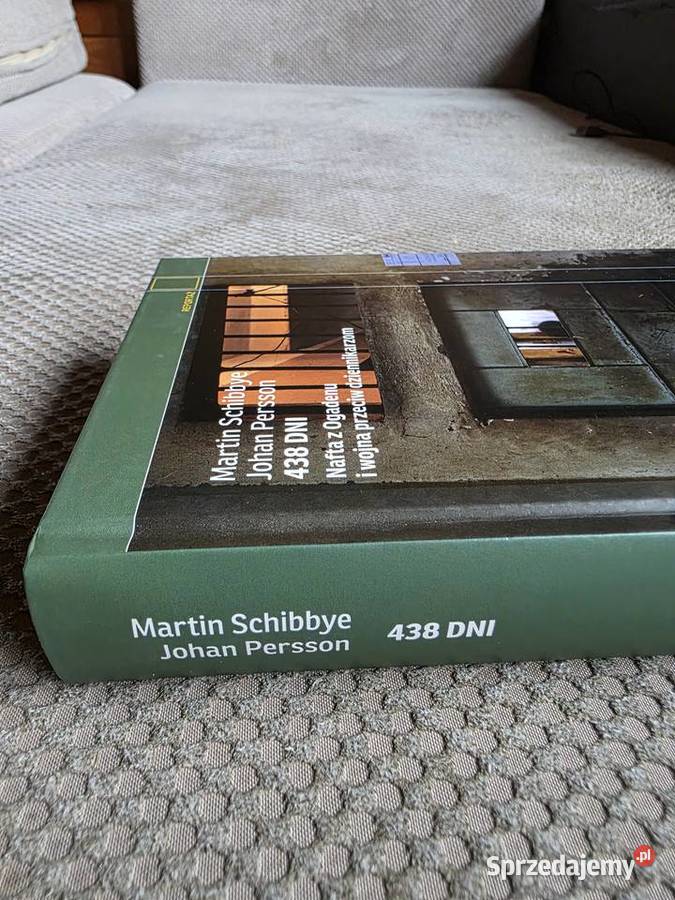 REPORTAŻ
Martin Schibbye
Johan Persson
438 DNI
Nafta z Ogadenu
i wojna przeciw dziennikarzom
Martin Schibbye
Johan Persson
438 DNI
Sprzedajemy.pl